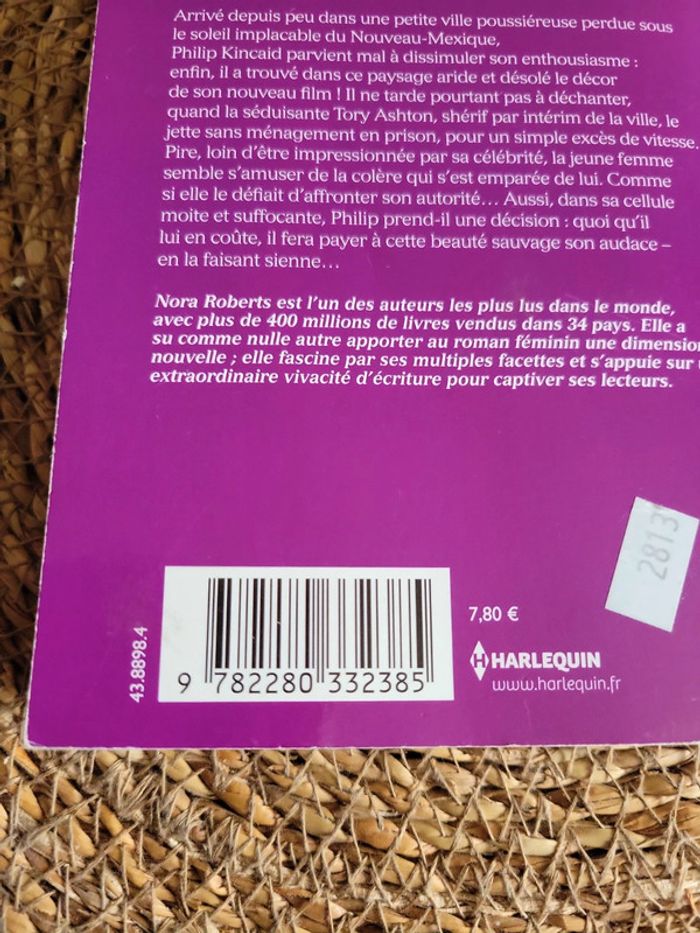 Arrivé depuis peu dans une petite ville poussiéreuse perdue sous
le soleil implacable du Nouveau-Mexique,
Philip Kincaid parvient mal à dissimuler son enthousiasme :
enfin, il a trouvé dans ce paysage aride et désolé le décor
de son nouveau film ! Il ne tarde pourtant pas à déchanter,
quand la séduisante Tory Ashton, shérif par intérim de la ville, le
jette sans ménagement en prison, pour un simple excès de vitesse.
Pire, loin d'être impressionnée par sa célébrité, la jeune femme
semble s'amuser de la colère qui s'est emparée de lui. Comme
si elle le défiait d'affronter son autorité... Aussi, dans sa cellule
moite et suffocante, Philip prend-il une décision : quoi qu'il
lui en coûte, il fera payer à cette beauté sauvage son audace –
en la faisant sienne...
Nora Roberts est l'un des auteurs les plus lus dans le monde,
avec plus de 400 millions de livres vendus dans 34 pays. Elle a
su comme nulle autre apporter au roman féminin une dimension
nouvelle ; elle fascine par ses multiples facettes et s'appuie sur
extraordinaire vivacité d'écriture pour captiver ses lecteurs.
28135
43.8898.4
9 782280 332385
7,80 €
HARLEQUIN
www.harlequin.fr